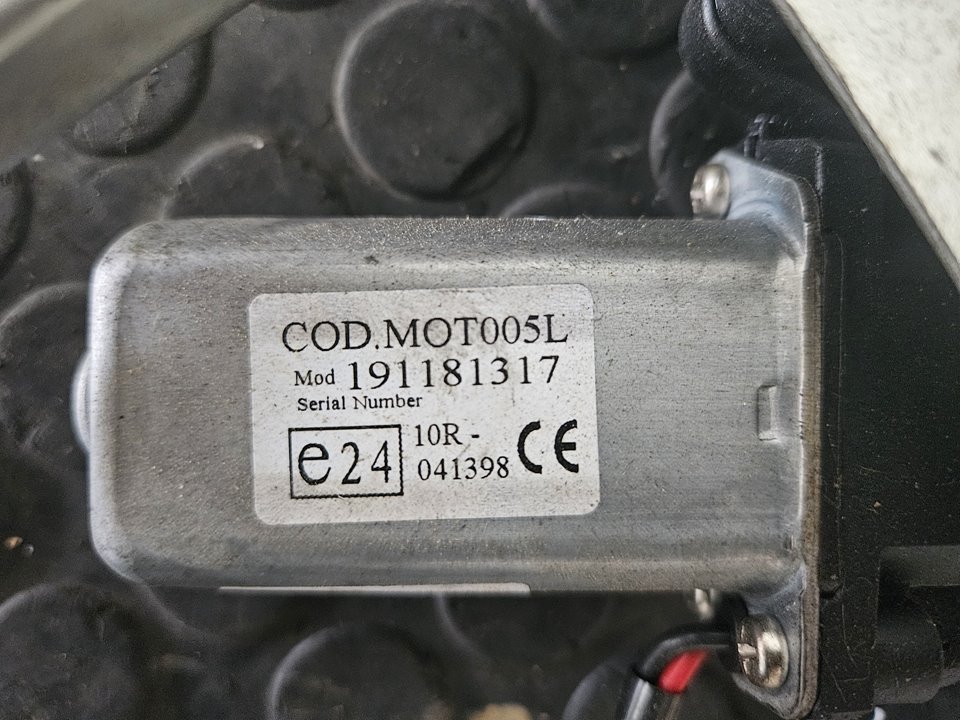 COD.MOT005L
Mod 191181317
Serial Number
e24 10R -
041398 CE